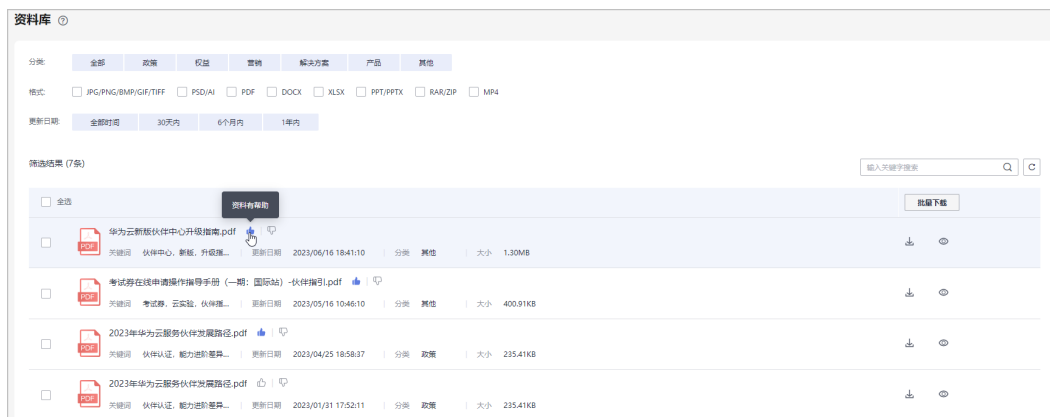 资料库
分类: 全部 政策 权益 营销 解决方案 产品 其他
格式: JPG/PNG/BMP/GIF/TIFF PSD/AI PDF DOCX XLSX PPT/PPTX RAR/ZIP MP4
更新日期: 全部时间 30天内 6个月内 1年内
筛选结果 (7条) 输入关键字搜索
全选 资料有帮助 批量下载
华为云新版伙伴中心升级指南.pdf
PDF 关键词 伙伴中心，新版，升级指... 更新日期 2023/06/16 18:41:10 分类 其他 大小 1.30MB
考试券在线申请操作指导手册（一期：国际站）-伙伴指引.pdf
PDF 关键词 考试券，云实验，伙伴指... 更新日期 2023/05/16 10:46:10 分类 其他 大小 400.91KB
2023年华为云服务伙伴发展路径.pdf
PDF 关键词 伙伴认证，能力进阶差异... 更新日期 2023/04/25 18:58:37 分类 政策 大小 235.41KB
2023年华为云服务伙伴发展路径.pdf
PDF 关键词 伙伴认证，能力进阶差异... 更新日期 2023/01/31 17:52:11 分类 政策 大小 235.41KB